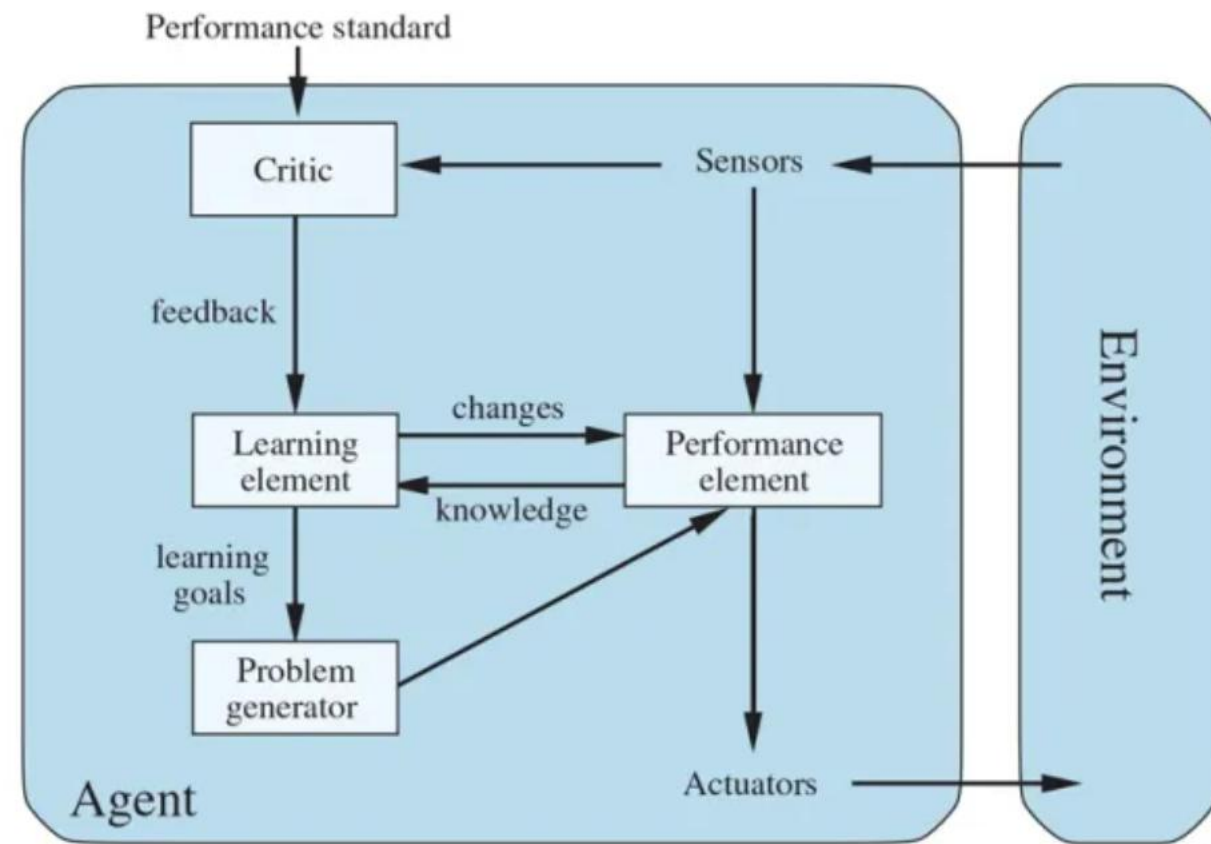 Performance standard
Critic
Sensors
feedback
changes
Learning
element
Performance
element
knowledge
learning
goals
Problem
generator
Agent
Actuators
Environment